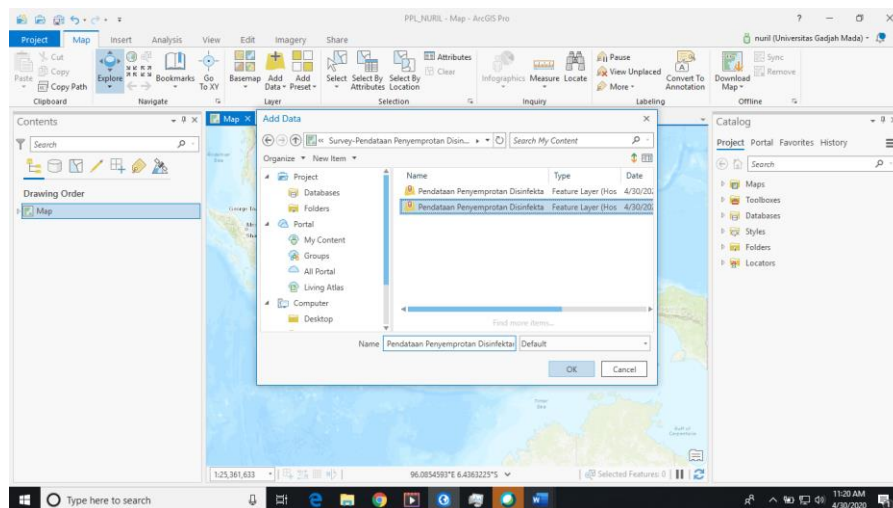 PPL_NURIL - Map - ArcGIS Pro
Project Map Insert Analysis View Edit Imagery Share
nuril (Universitas Gadjah Mada)
Cut
Copy
Copy Path
Paste
Explore
Bookmarks
Go To XY
Basemap
Add Data
Add Preset
Select
Select By Attributes
Select By Location
Attributes
Clear
Infographics
Measure
Locate
Pause
View Unplaced
More
Convert To Annotation
Download Map
Sync
Remove
Clipboard Navigate Layer Selection Inquiry Labeling Offline
Contents
Search
Drawing Order
Map
Map
Add Data
Survey-Pendataan Penyemprotan Disin...
Search My Content
Organize New Item
Project
Databases
Folders
Portal
My Content
Groups
All Portal
Living Atlas
Computer
Desktop
Name Type Date
Pendataan Penyemprotan Disinfekta Feature Layer (Hos 4/30/202
Pendataan Penyemprotan Disinfekta Feature Layer (Hos 4/30/202
Find more items...
Name Pendataan Penyemprotan Disinfektar Default
OK Cancel
Catalog
Project Portal Favorites History
Search
Maps
Toolboxes
Databases
Styles
Folders
Locators
1:25,361,633
96.0854593°E 6.4363225°S
Selected Features: 0
Type here to search
11:20 AM
4/30/2020